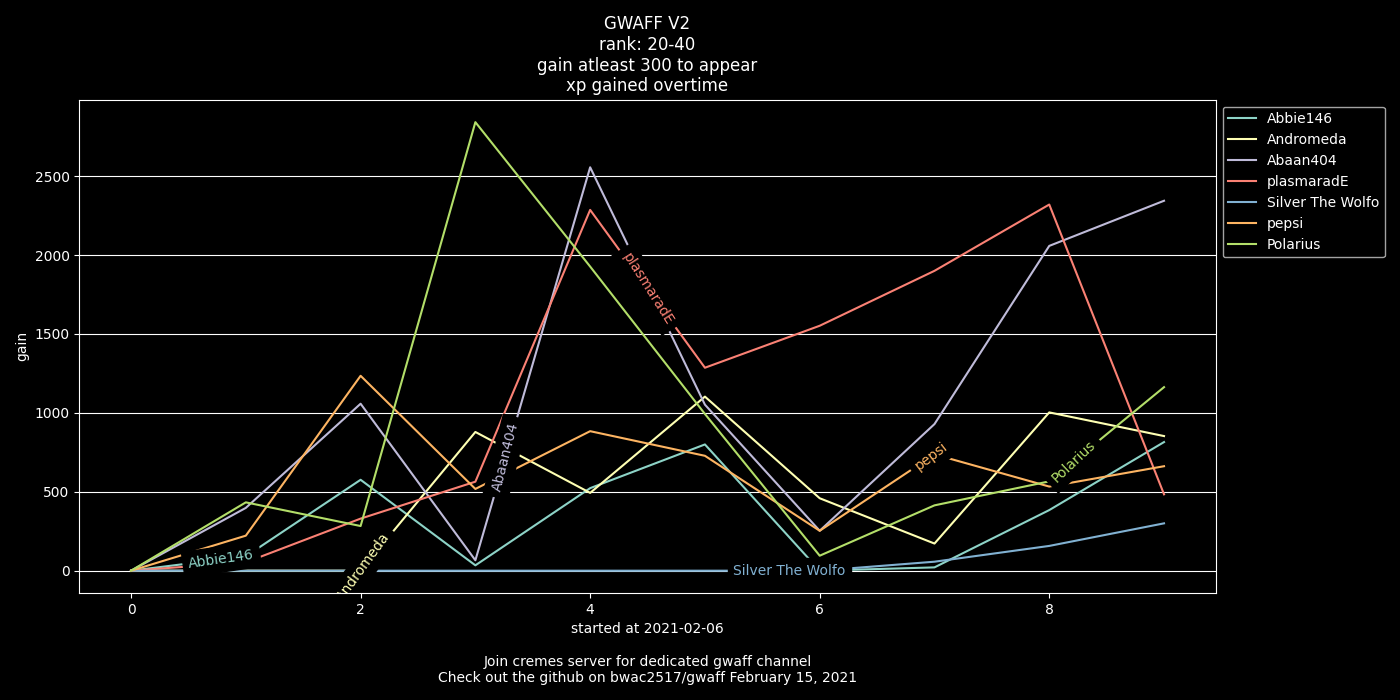 GWAFF V2
rank: 20-40
gain atleast 300 to appear
xp gained overtime
Abbie146
Andromeda
Abaan404
plasmaradE
Silver The Wolfo
pepsi
Polarius
gain
2500
2000
1500
1000
500
0
plasmaradE
Abaan404
pepsi
Polarius
Abbie146
ndromeda
Silver The Wolfo
0
2
4
6
8
started at 2021-02-06
Join cremes server for dedicated gwaff channel
Check out the github on bwac2517/gwaff February 15, 2021